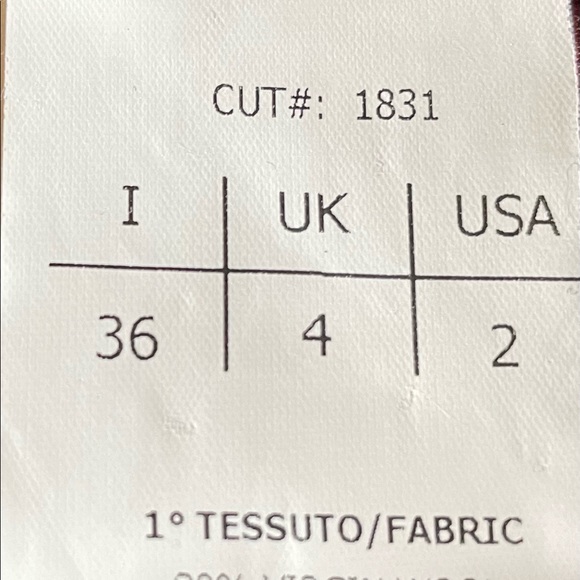 CUT#: 1831
I UK USA
36 4 2
1° TESSUTO/FABRIC